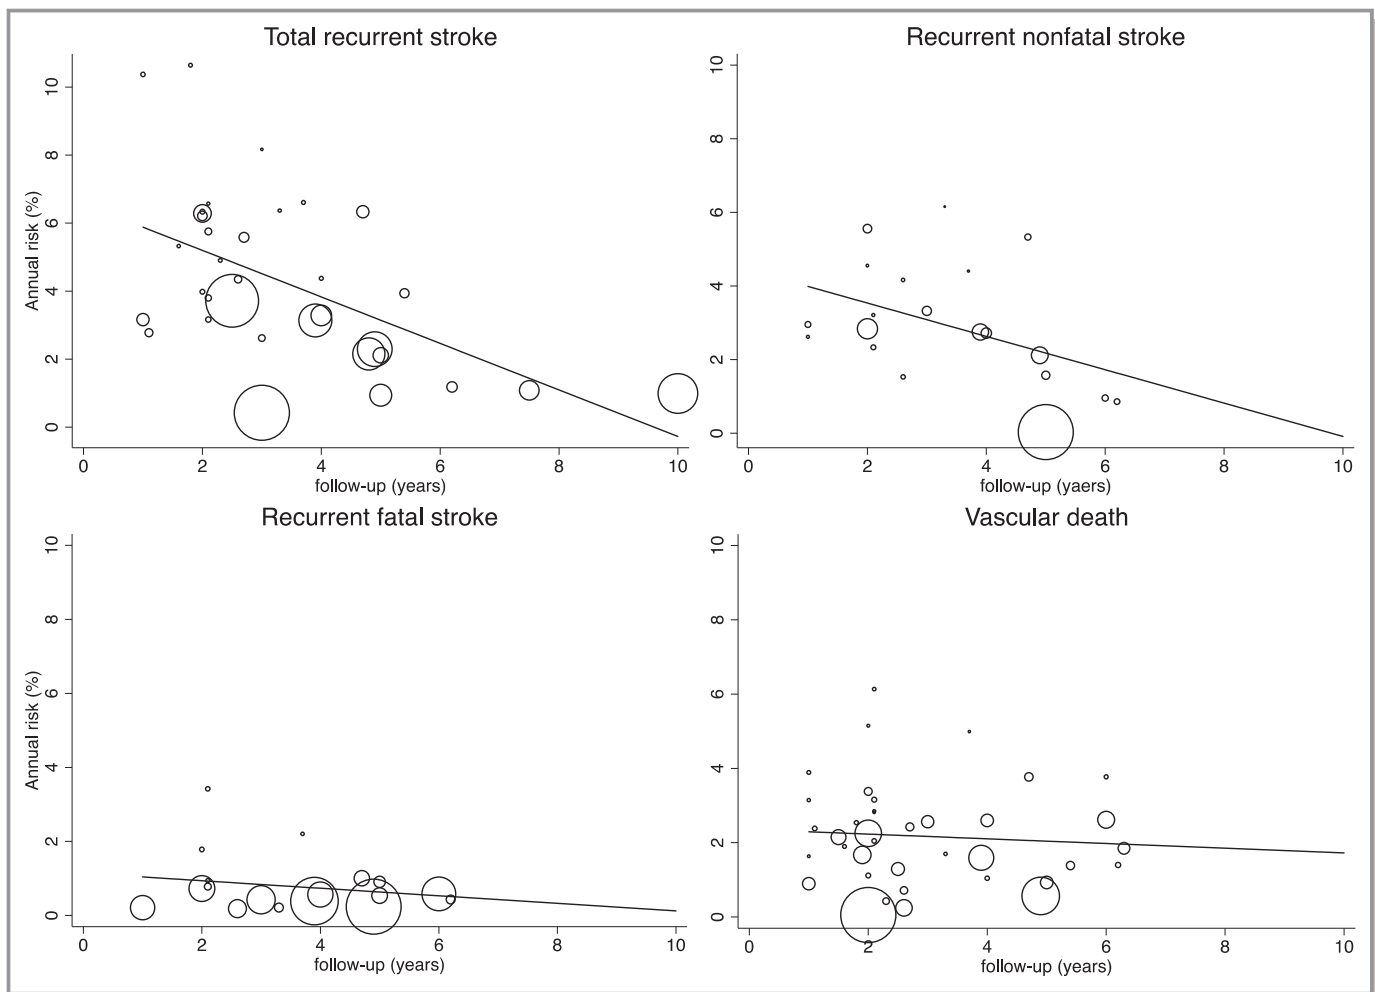 Total recurrent stroke
Annual risk (%)
10
8
6
4
2
0
0 2 4 6 8 10
follow-up (years)
Recurrent nonfatal stroke
10
8
6
4
2
0
0 2 4 6 8 10
follow-up (yaers)
Recurrent fatal stroke
Annual risk (%)
10
8
6
4
2
0
0 2 4 6 8 10
follow-up (years)
Vascular death
10
8
6
4
2
0
0 2 4 6 8 10
follow-up (years)